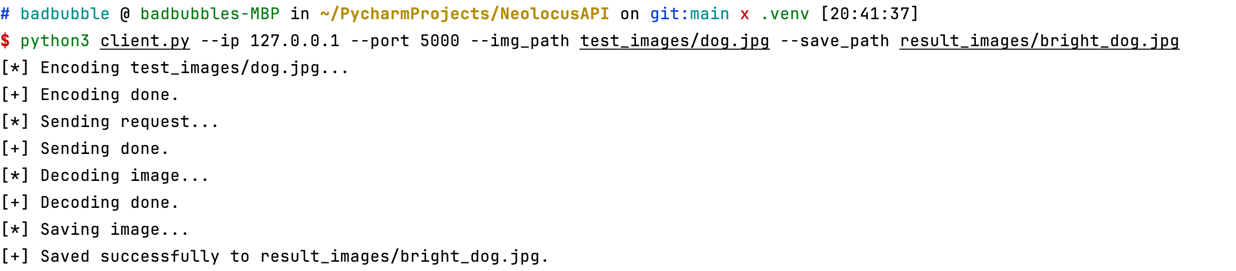 # badbubble @ badbubbles-MBP in ~/PycharmProjects/NeolocusAPI on git:main x .venv [20:41:37]
$ python3 client.py --ip 127.0.0.1 --port 5000 --img_path test_images/dog.jpg --save_path result_images/bright_dog.jpg
[*] Encoding test_images/dog.jpg...
[+] Encoding done.
[*] Sending request...
[+] Sending done.
[*] Decoding image...
[+] Decoding done.
[*] Saving image...
[+] Saved successfully to result_images/bright_dog.jpg.